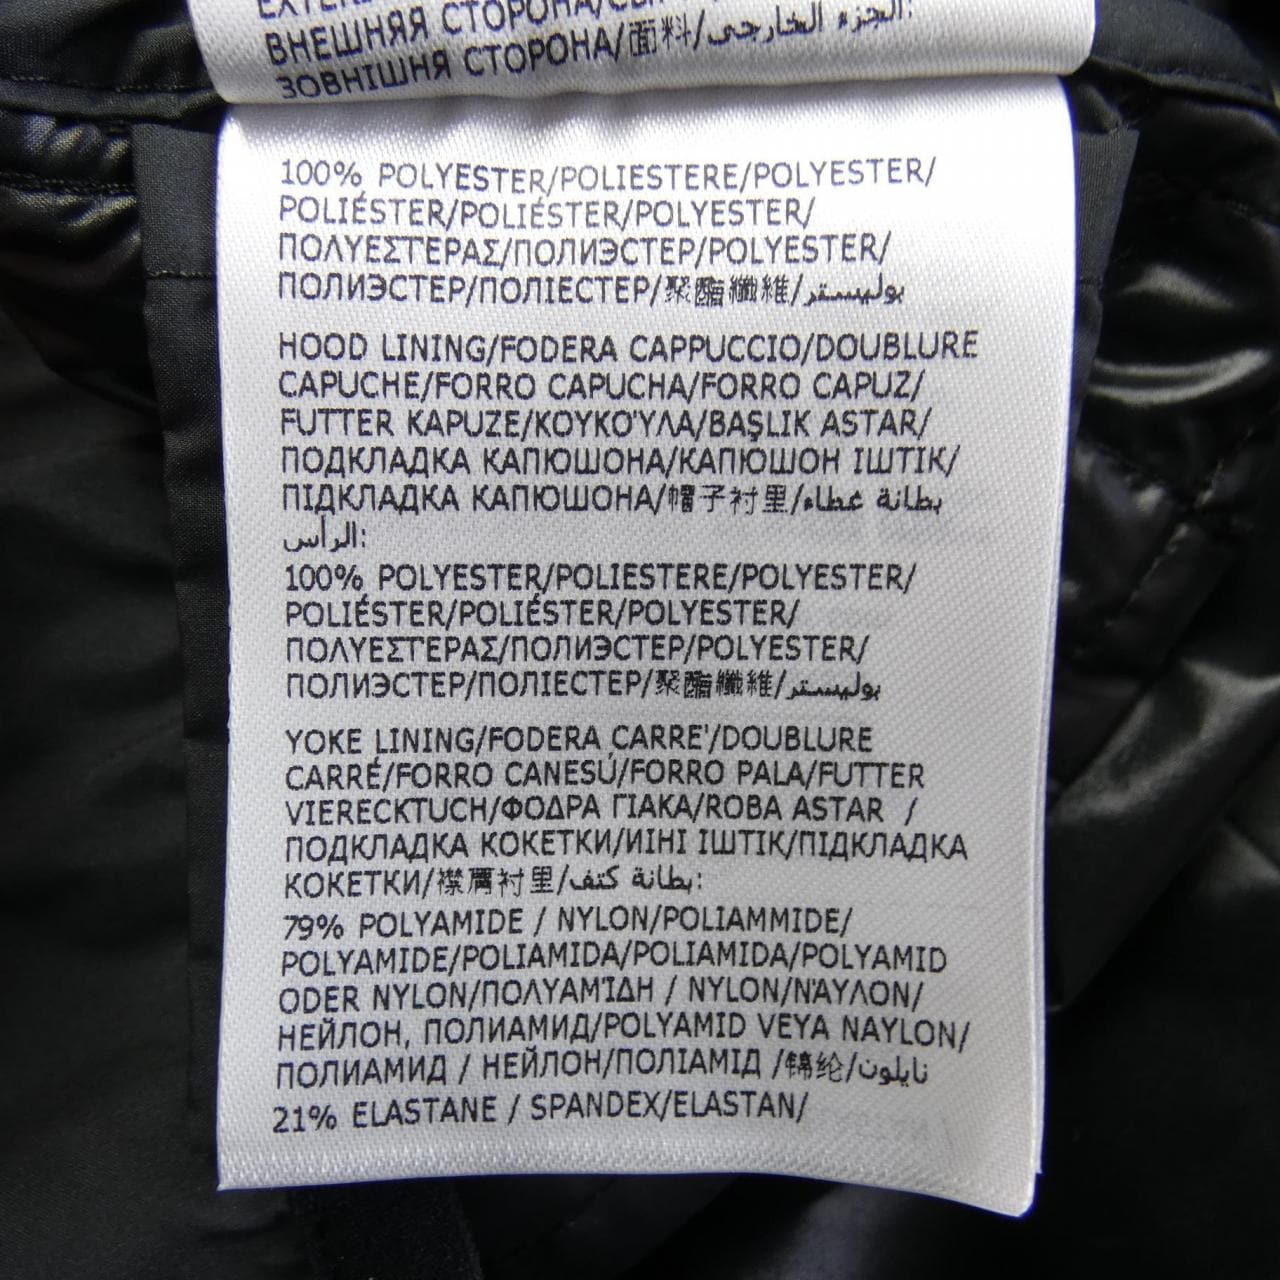 ВНЕШНЯЯ СТОРОНА/
ЗОВНІШНЯ СТОРОНА/面料/الجزء الخارجي:
100% POLYESTER/POLIESTERE/POLYESTER/
POLIÉSTER/POLIÉSTER/POLYESTER/
ΠΟΛΥΕΣΤΕΡΑΣ/ПОЛИЭСТЕР/POLYESTER/
ПОЛИЭСТЕР/ПОЛІЕСТЕР/聚酯纖維/بوليستر
HOOD LINING/FODERA CAPPUCCIO/DOUBLURE
CAPUCHE/FORRO CAPUCHA/FORRO CAPUZ/
FUTTER KAPUZE/ΚΟΥΚΟΎΛΑ/BAŞLIK ASTAR/
ПОДКЛАДКА КАПЮШОНА/КАПЮШОН ІШТІК/
ПІДКЛАДКА КАПЮШОНА/帽子衬里/بطانة غطاء
الرأس:
100% POLYESTER/POLIESTERE/POLYESTER/
POLIÉSTER/POLIÉSTER/POLYESTER/
ΠΟΛΥΕΣΤΕΡΑΣ/ПОЛИЭСТЕР/POLYESTER/
ПОЛИЭСТЕР/ПОЛІЕСТЕР/聚酯纖維/بوليستر
YOKE LINING/FODERA CARRE'/DOUBLURE
CARRÉ/FORRO CANESÚ/FORRO PALA/FUTTER
VIERECKTUCH/ΦΟΔΡΑ ΓΙΑΚΑ/ROBA ASTAR /
ПОДКЛАДКА КОКЕТКИ/ИІНІ ІШТІК/ПІДКЛАДКА
КОКЕТКИ/襟肩衬里/بطانة كتف:
79% POLYAMIDE / NYLON/POLIAMMIDE/
POLYAMIDE/POLIAMIDA/POLIAMIDA/POLYAMID
ODER NYLON/ΠΟΛΥΑΜΊΔΗ / NYLON/ΝΆΥΛΟΝ/
НЕЙЛОН, ПОЛИАМИД/POLYAMID VEYA NAYLON/
ПОЛИАМИД / НЕЙЛОН/ПОЛІАМІД /锦纶/نايلون
21% ELASTANE / SPANDEX/ELASTAN/